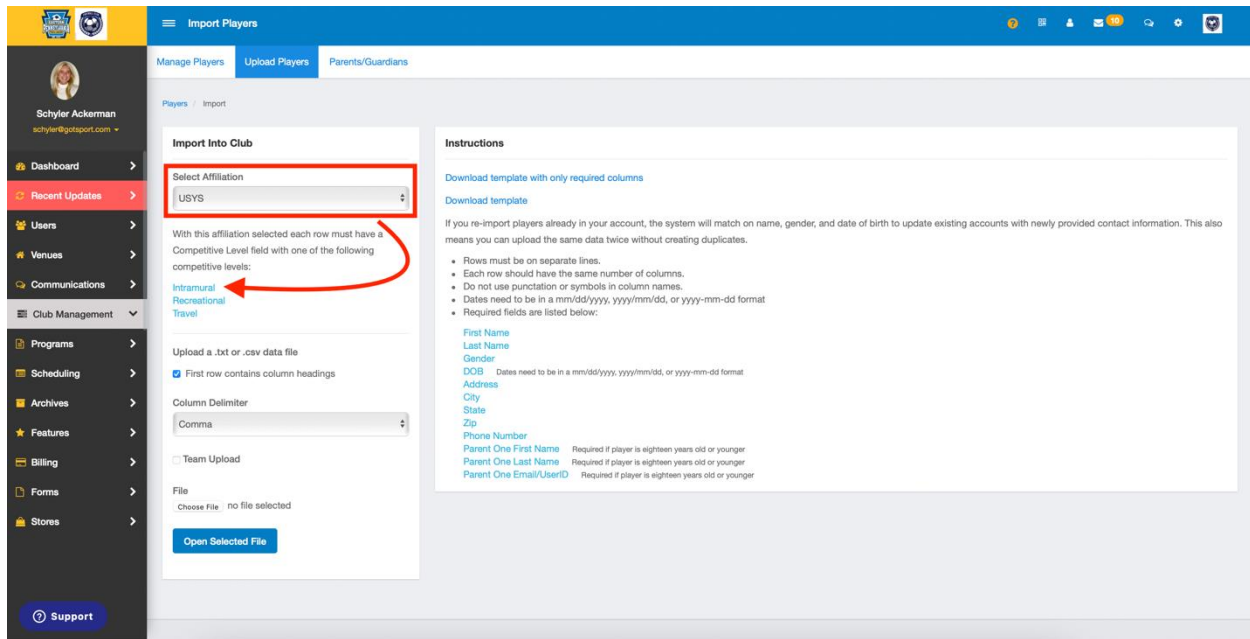 Import Players
10
Schyler Ackerman
schyler@gotsport.com
Dashboard
Recent Updates
Users
Venues
Communications
Club Management
Programs
Scheduling
Archives
Features
Billing
Forms
Stores
Support
Manage Players Upload Players Parents/Guardians
Players / Import
Import Into Club
Select Affiliation
USYS
With this affiliation selected each row must have a
Competitive Level field with one of the following
competitive levels:
Intramural
Recreational
Travel
Upload a .txt or .csv data file
First row contains column headings
Column Delimiter
Comma
Team Upload
File
Choose File no file selected
Open Selected File
Instructions
Download template with only required columns
Download template
If you re-import players already in your account, the system will match on name, gender, and date of birth to update existing accounts with newly provided contact information. This also
means you can upload the same data twice without creating duplicates.
Rows must be on separate lines.
Each row should have the same number of columns.
Do not use punctation or symbols in column names.
Dates need to be in a mm/dd/yyyy, yyyy/mm/dd, or yyyy-mm-dd format
Required fields are listed below:
First Name
Last Name
Gender
DOB Dates need to be in a mm/dd/yyyy, yyyy/mm/dd, or yyyy-mm-dd format
Address
City
State
Zip
Phone Number
Parent One First Name Required if player is eighteen years old or younger
Parent One Last Name Required if player is eighteen years old or younger
Parent One Email/UserID Required if player is eighteen years old or younger